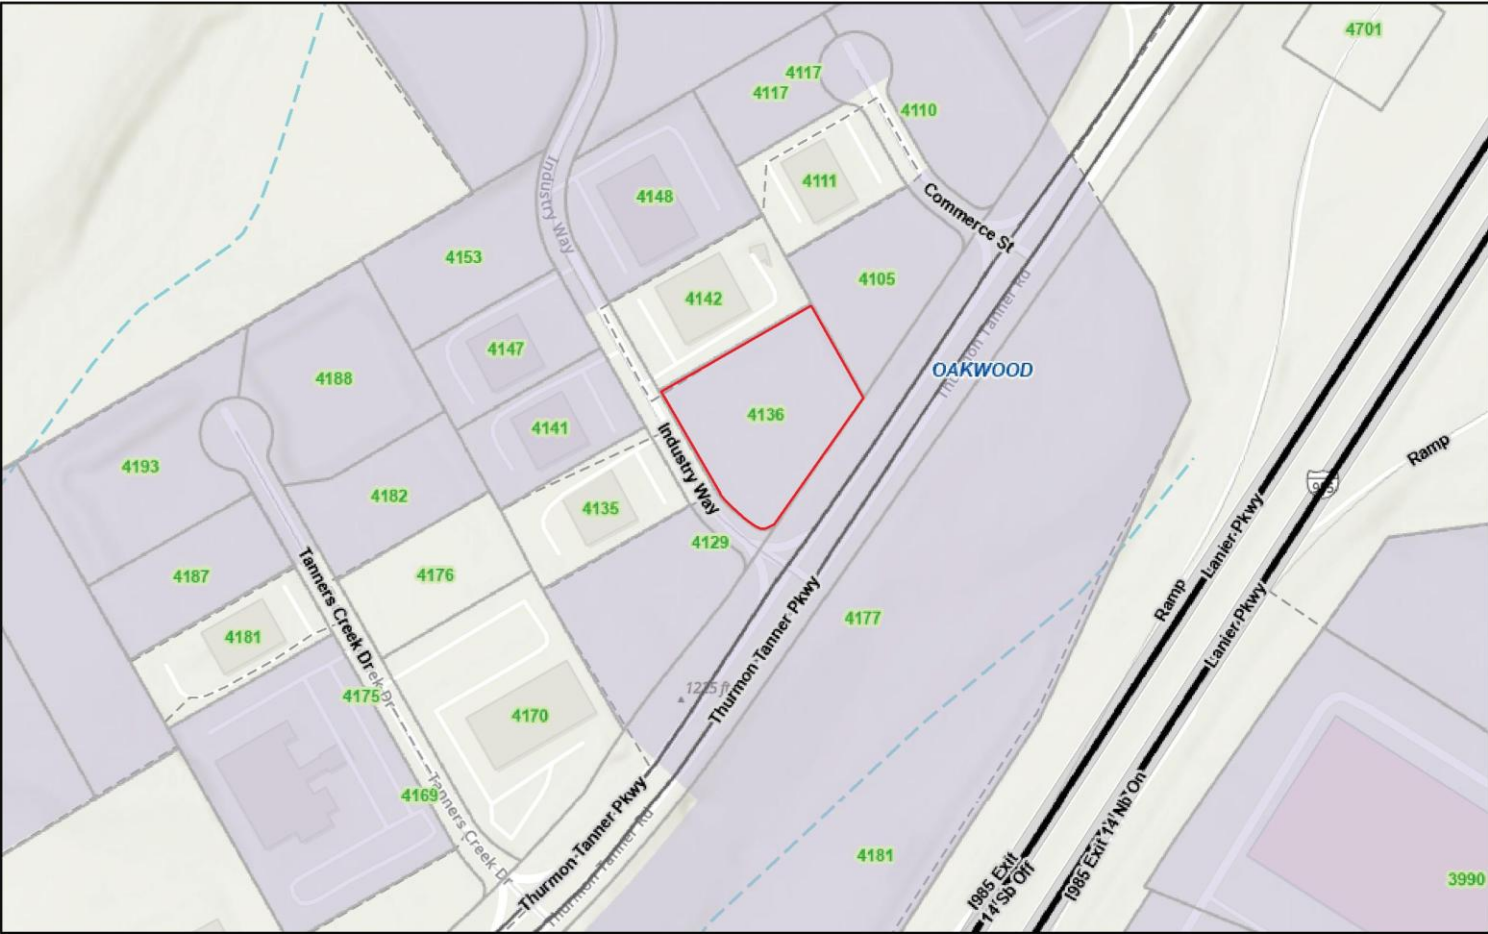 4701
4117
4117
4110
4111
Industry Way
4148
Commerce St
4153
4142
4105
Thurmon Tanner Rd
4147
OAKWOOD
4188
4136
4141
Industry Way
Ramp
4193
985
4182
4135
Lanier Pkwy
4129
4187
4176
Tanners Creek Dr
Ramp
4177
Lanier Pkwy
4181
Thurmon Tanner Pkwy
ek Dr
4175
1225 ft
4170
4169
Tanners Creek Dr
Thurmon Tanner Pkwy
Thurmon Tanner Rd
4181
I985 Exit
14 Sb Off
I985 Exit 14 Nb On
3990